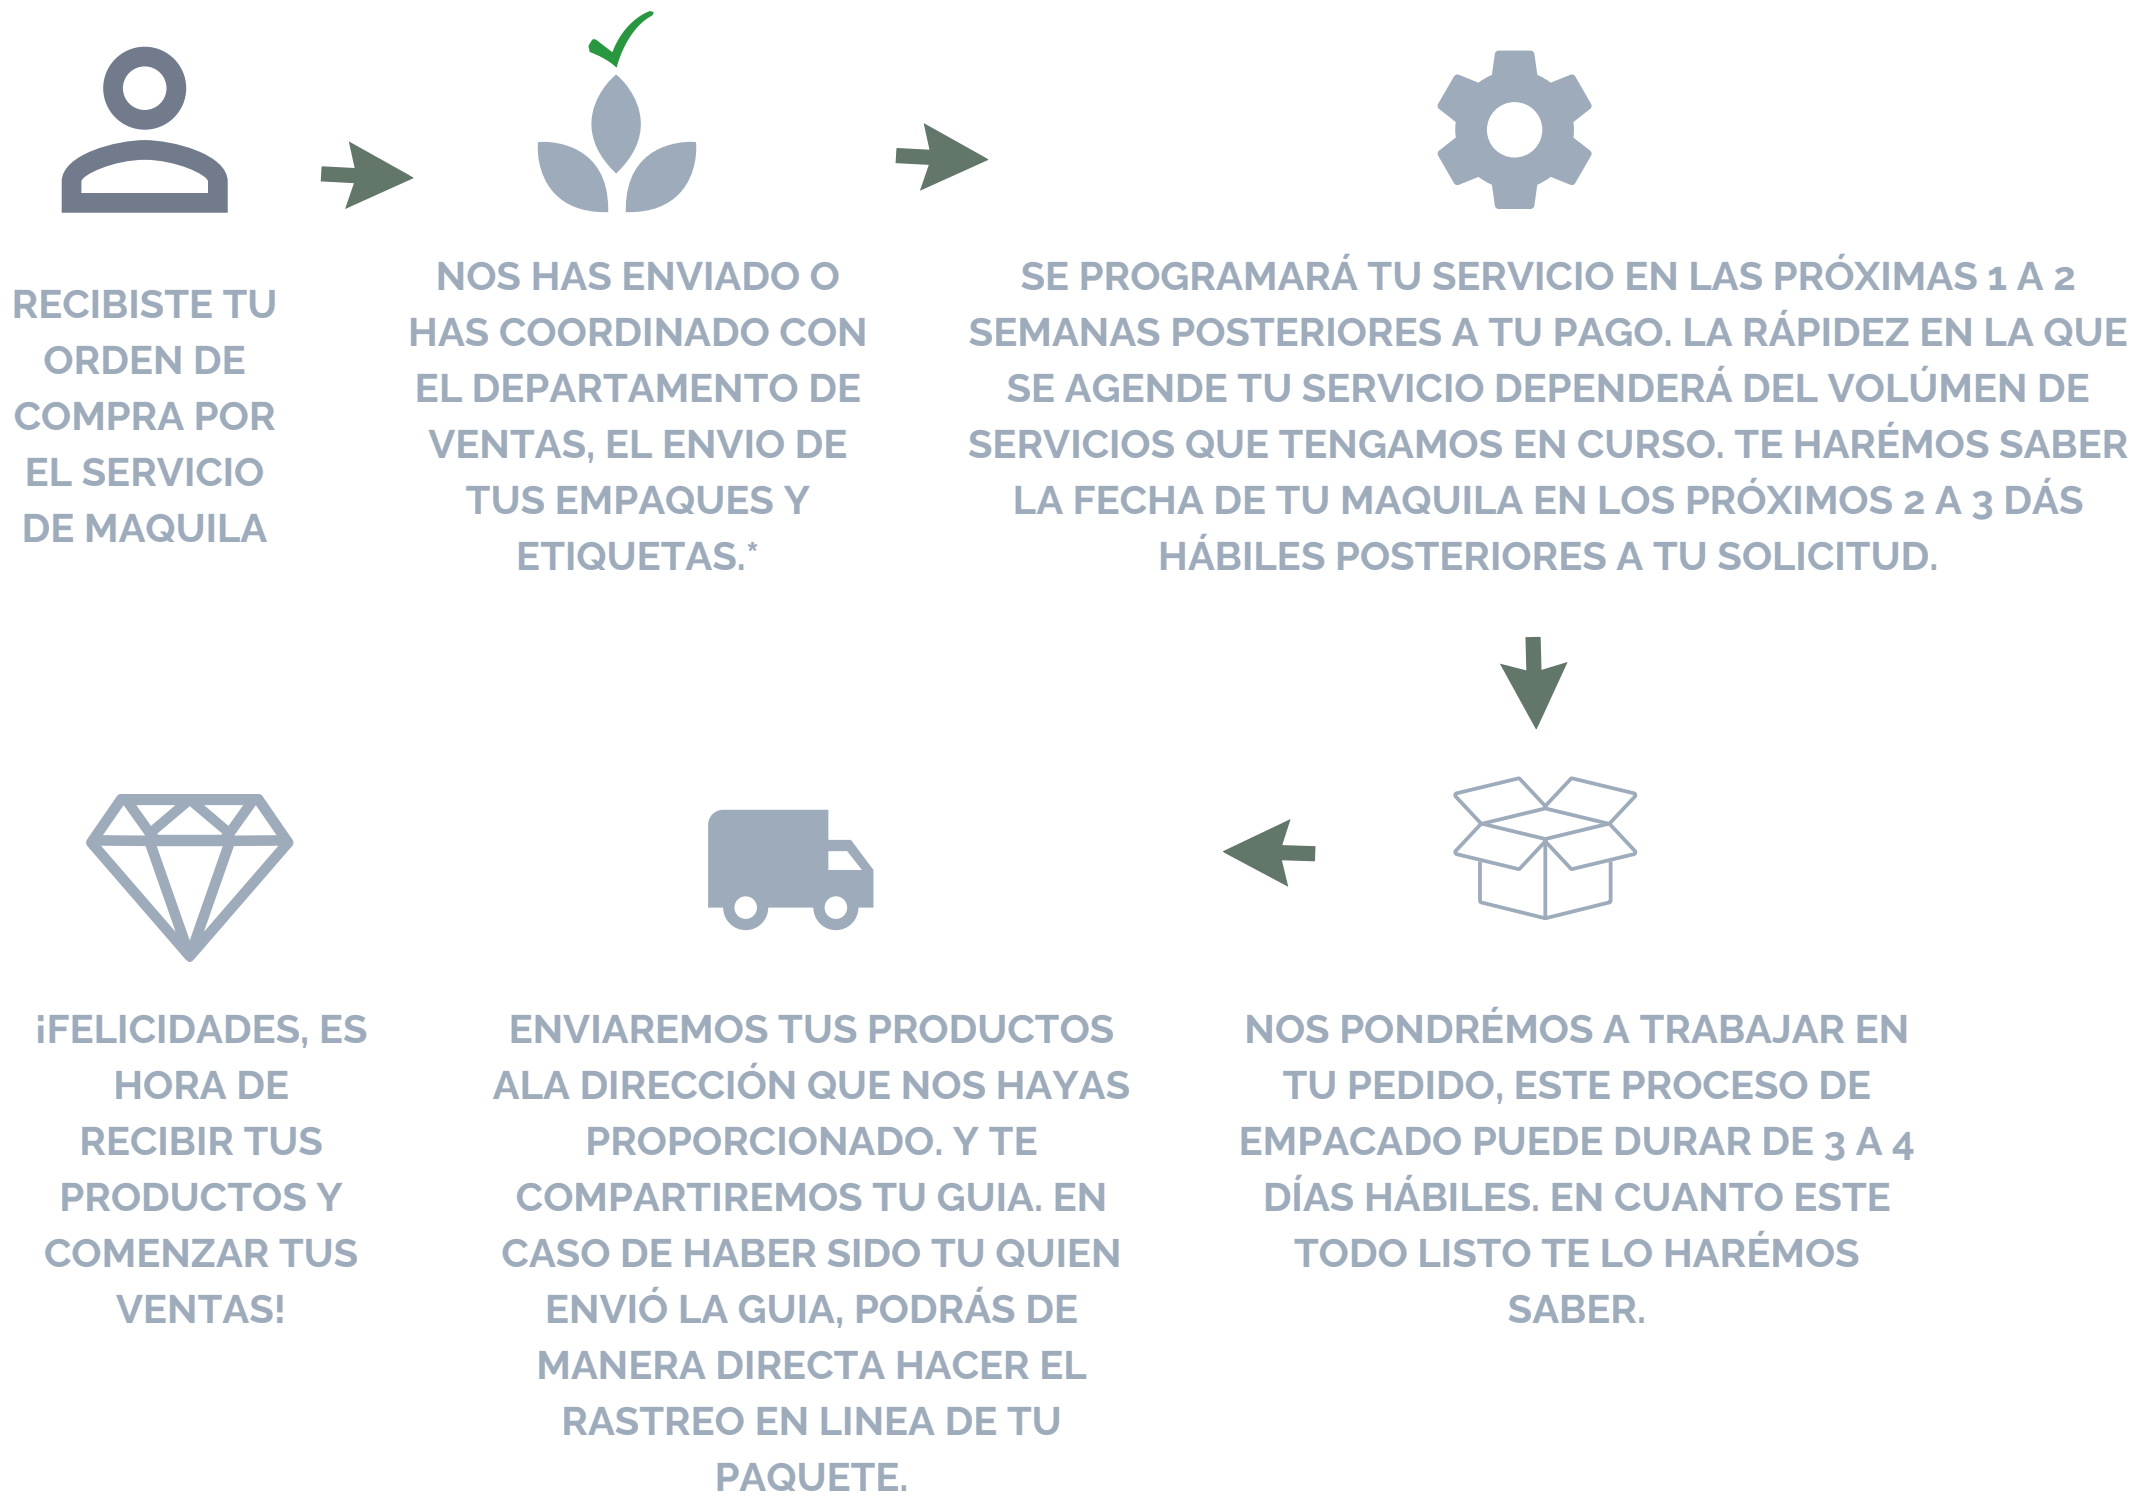 RECIBISTE TU
ORDEN DE
COMPRA POR
EL SERVICIO
DE MAQUILA
NOS HAS ENVIADO O
HAS COORDINADO CON
EL DEPARTAMENTO DE
VENTAS, EL ENVIO DE
TUS EMPAQUES Y
ETIQUETAS.*
SE PROGRAMARÁ TU SERVICIO EN LAS PRÓXIMAS 1 A 2
SEMANAS POSTERIORES A TU PAGO. LA RÁPIDEZ EN LA QUE
SE AGENDE TU SERVICIO DEPENDERÁ DEL VOLÚMEN DE
SERVICIOS QUE TENGAMOS EN CURSO. TE HARÉMOS SABER
LA FECHA DE TU MAQUILA EN LOS PRÓXIMOS 2 A 3 DÁS
HÁBILES POSTERIORES A TU SOLICITUD.
NOS PONDRÉMOS A TRABAJAR EN
TU PEDIDO, ESTE PROCESO DE
EMPACADO PUEDE DURAR DE 3 A 4
DÍAS HÁBILES. EN CUANTO ESTE
TODO LISTO TE LO HARÉMOS
SABER.
ENVIAREMOS TUS PRODUCTOS
ALA DIRECCIÓN QUE NOS HAYAS
PROPORCIONADO. Y TE
COMPARTIREMOS TU GUIA. EN
CASO DE HABER SIDO TU QUIEN
ENVIÓ LA GUIA, PODRÁS DE
MANERA DIRECTA HACER EL
RASTREO EN LINEA DE TU
PAQUETE.
¡FELICIDADES, ES
HORA DE
RECIBIR TUS
PRODUCTOS Y
COMENZAR TUS
VENTAS!